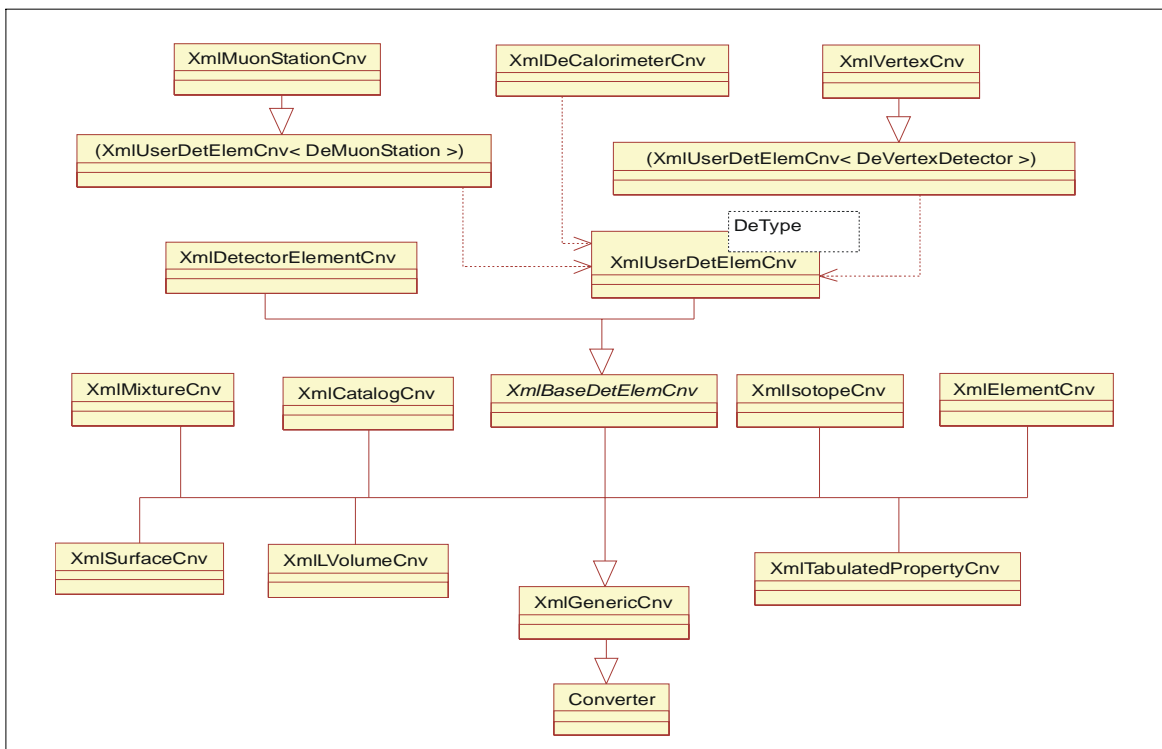 XmlMuonStationCnv
XmlDeCalorimeterCnv
XmlVertexCnv
(XmlUserDetElemCnv< DeMuonStation >)
(XmlUserDetElemCnv< DeVertexDetector >)
DeType
XmlDetectorElementCnv
XmlUserDetElemCnv
XmlMixtureCnv
XmlCatalogCnv
XmlBaseDetElemCnv
XmlIsotopeCnv
XmlElementCnv
XmlSurfaceCnv
XmlLVolumeCnv
XmlTabulatedPropertyCnv
XmlGenericCnv
Converter